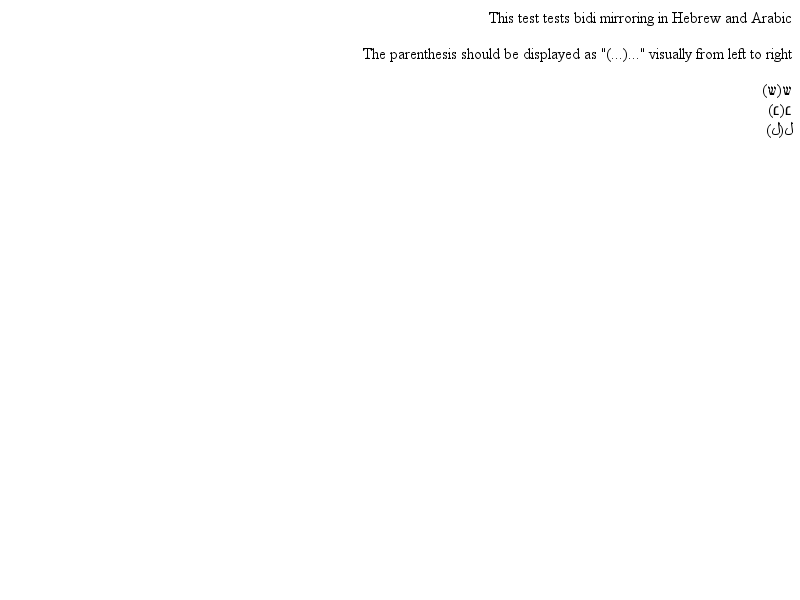 This test tests bidi mirroring in Hebrew and Arabic
The parenthesis should be displayed as "(...)..." visually from left to right
ש(ש)
ل(ل)